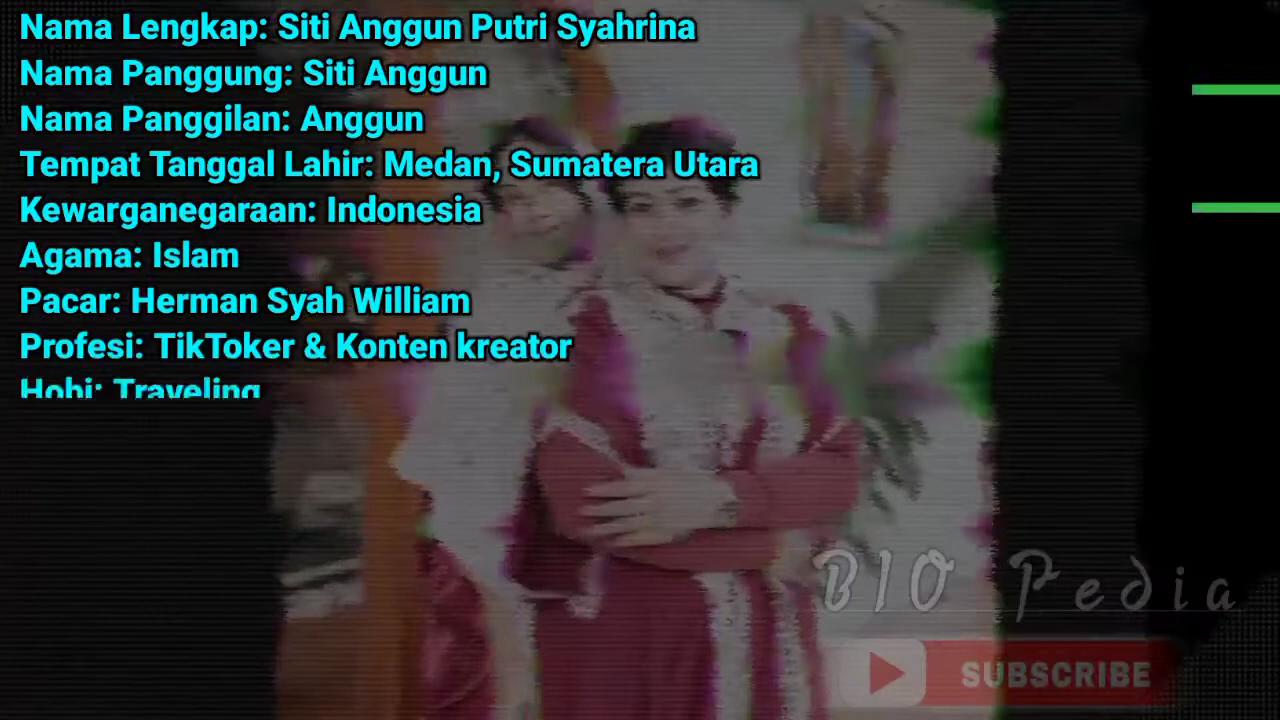 Nama Lengkap: Siti Anggun Putri Syahrina
Nama Panggung: Siti Anggun
Nama Panggilan: Anggun
Tempat Tanggal Lahir: Medan, Sumatera Utara
Kewarganegaraan: Indonesia
Agama: Islam
Pacar: Herman Syah William
Profesi: TikToker & Konten kreator
Hobi: Traveling
BIO Pedia
SUBSCRIBE